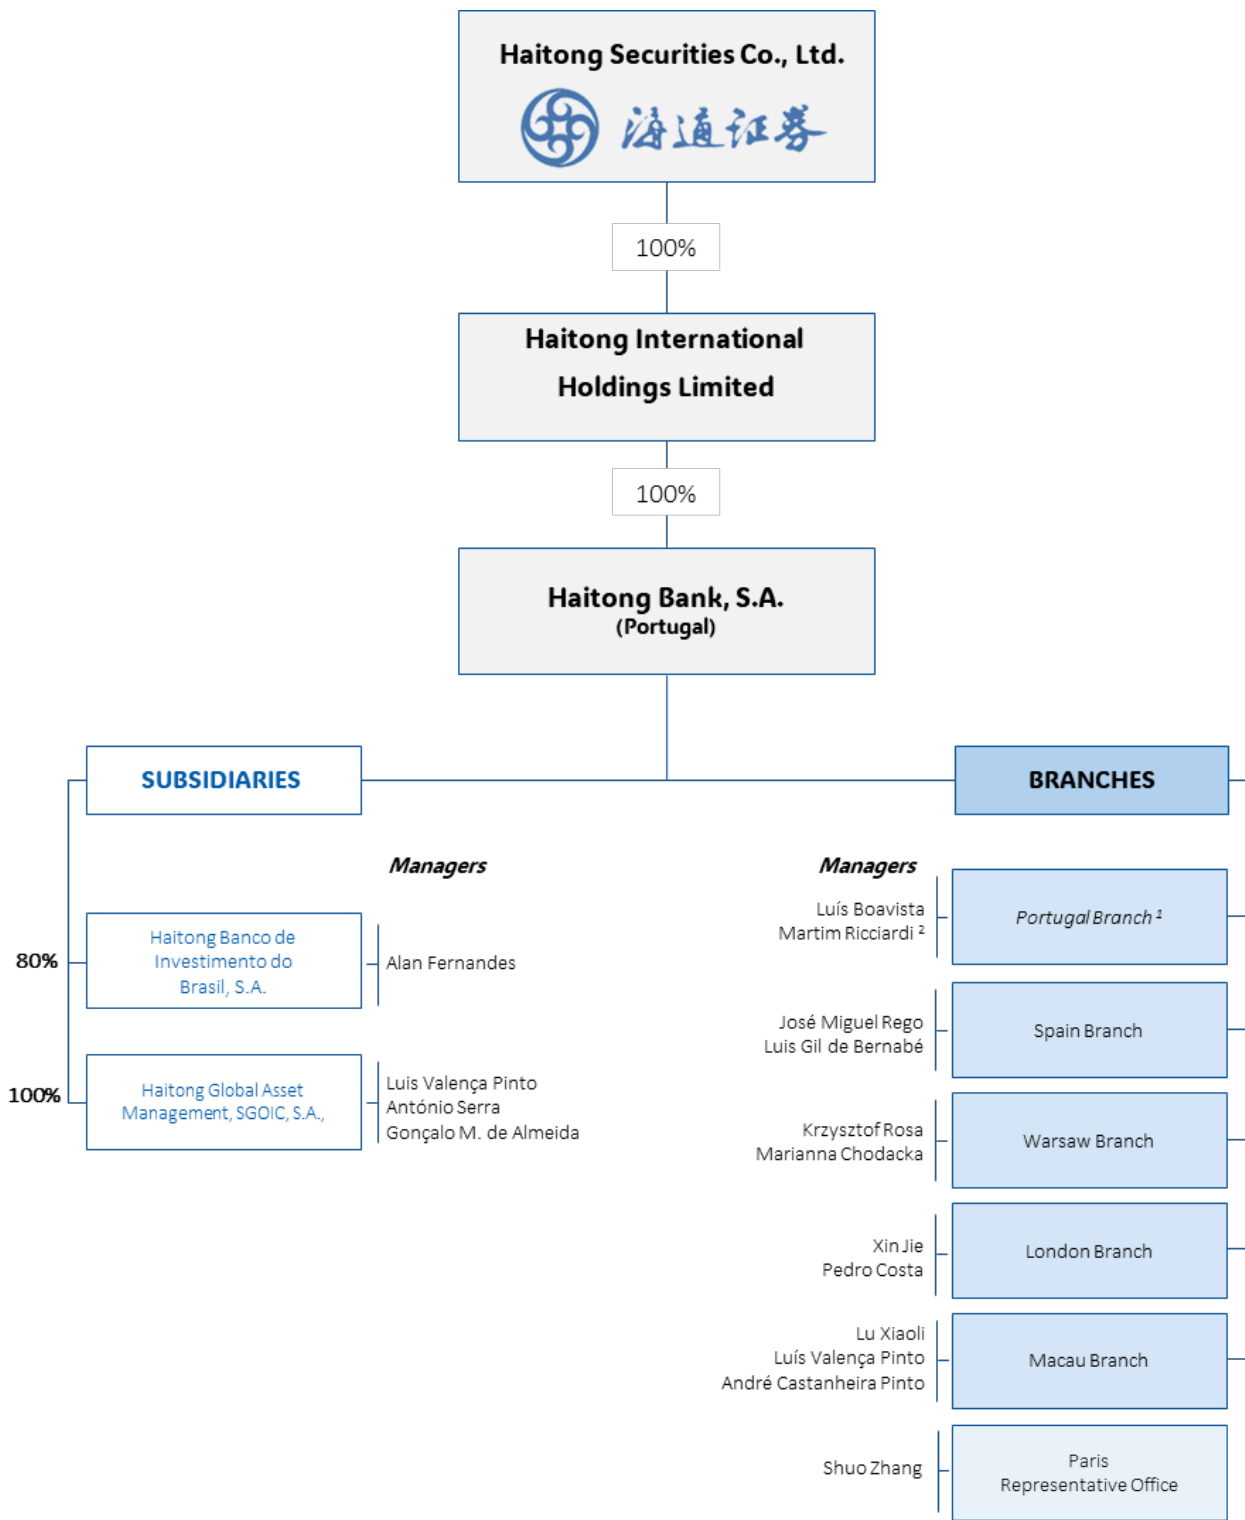 Haitong Securities Co., Ltd.
海通证券
100%
Haitong International
Holdings Limited
100%
Haitong Bank, S.A.
(Portugal)
SUBSIDIARIES
BRANCHES
Managers
80%
Haitong Banco de
Investimento do
Brasil, S.A.
Alan Fernandes
100%
Haitong Global Asset
Management, SGOIC, S.A.,
Luis Valença Pinto
António Serra
Gonçalo M. de Almeida
Managers
Luís Boavista
Martim Ricciardi ²
Portugal Branch ¹
José Miguel Rego
Luis Gil de Bernabé
Spain Branch
Krzysztof Rosa
Marianna Chodacka
Warsaw Branch
Xin Jie
Pedro Costa
London Branch
Lu Xiaoli
Luís Valença Pinto
André Castanheira Pinto
Macau Branch
Shuo Zhang
Paris
Representative Office